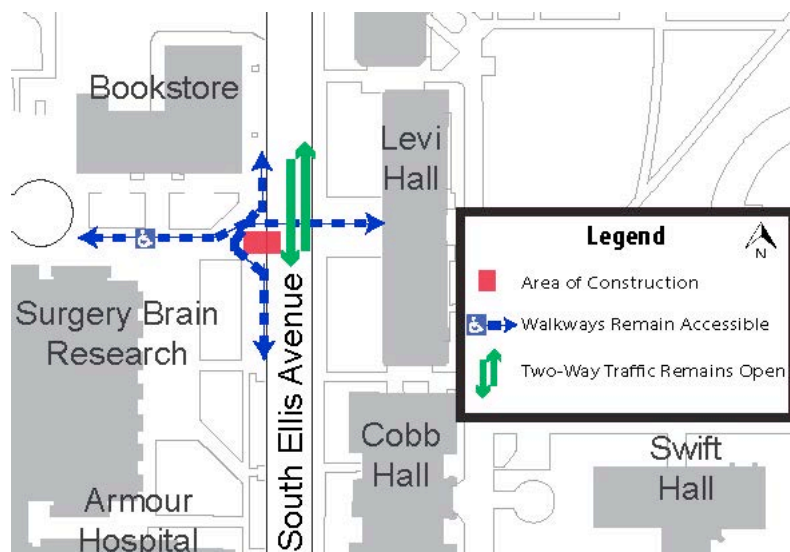 Bookstore
Levi
Hall
Legend
N
Area of Construction
Walkways Remain Accessible
Two-Way Traffic Remains Open
Surgery Brain
Research
South Ellis Avenue
Cobb
Hall
Swift
Hall
Armour
Hospital